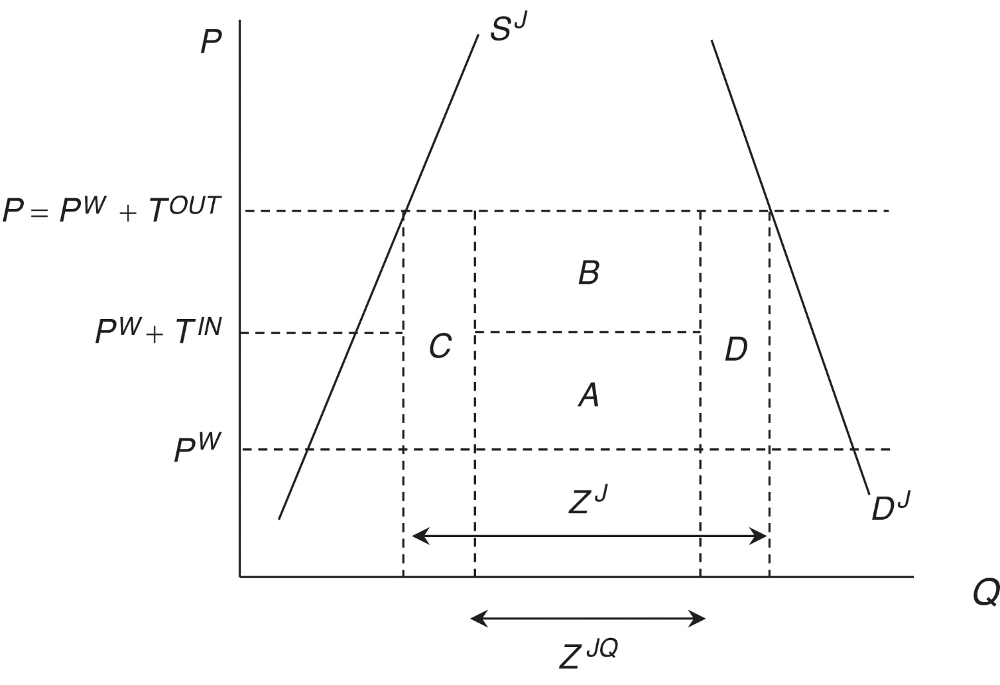 S^J
P
P = P^W + T^OUT
B
P^W + T^IN
C
D
A
P^W
Z^J
D^J
Q
Z^JQ